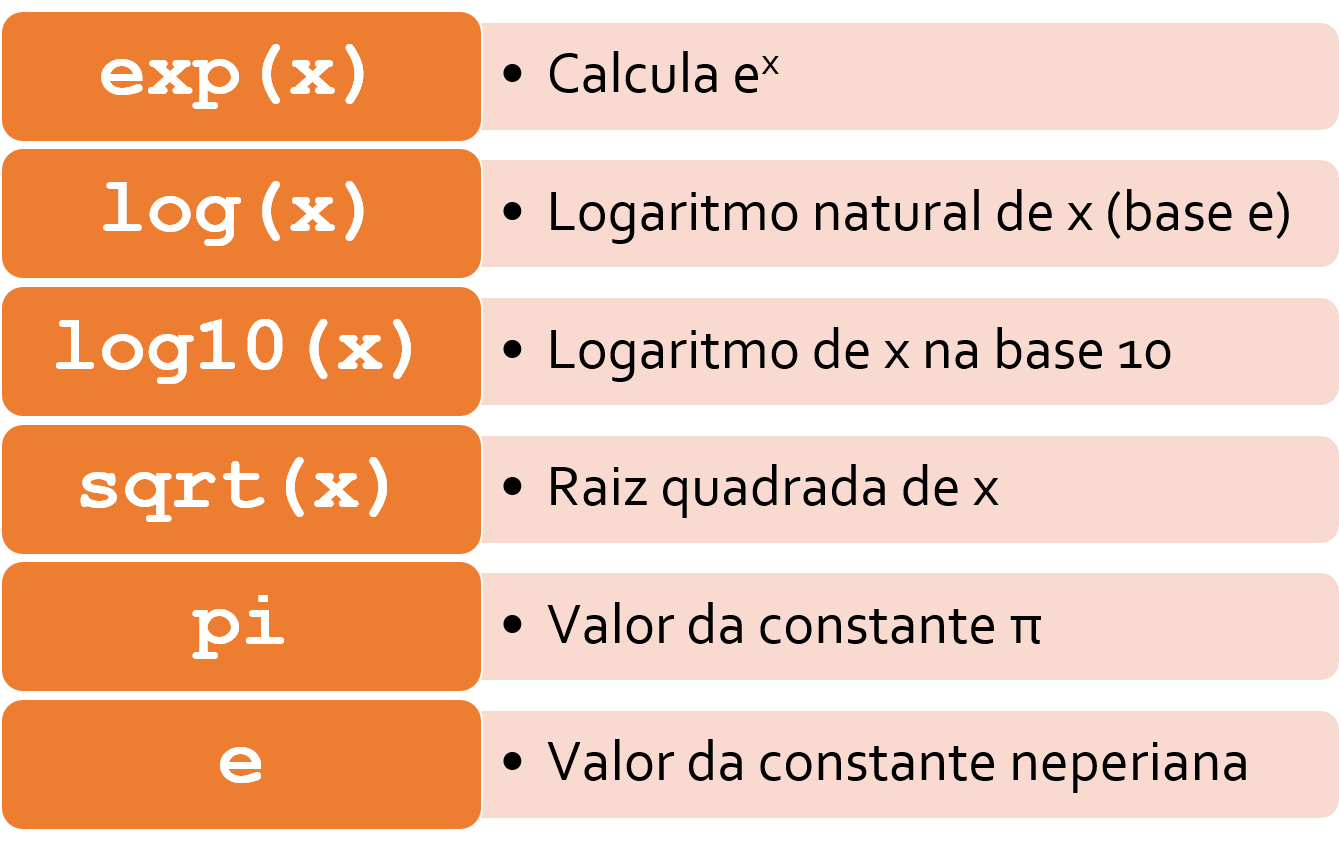 exp(x)
• Calcula eˣ
log(x)
• Logaritmo natural de x (base e)
log10(x)
• Logaritmo de x na base 10
sqrt(x)
• Raiz quadrada de x
pi
• Valor da constante π
e
• Valor da constante neperiana